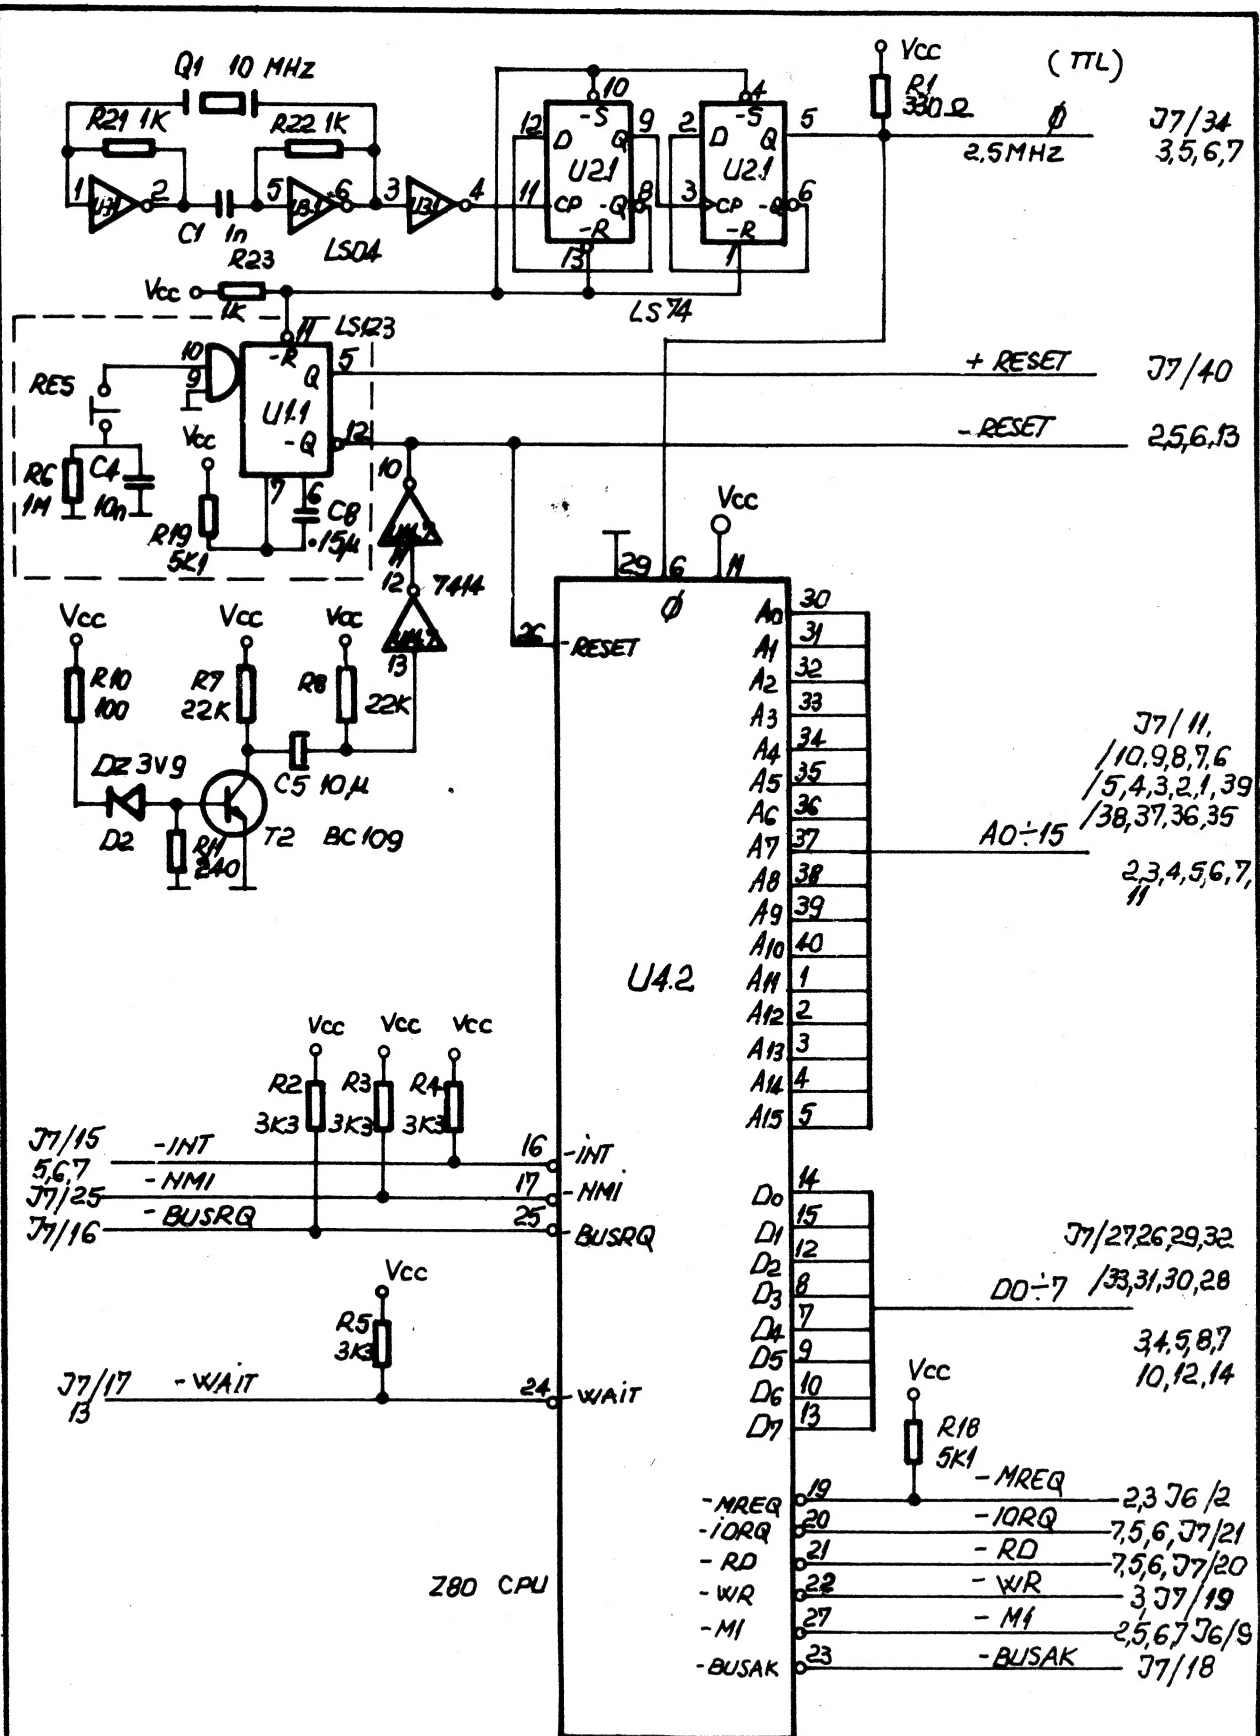 Q1 10 MHz
R21 1K
R22 1K
1
2
5
6
3
4
C1 1n
LS04
U3.1
10
-S
12 D Q 9
U2.1
11 CP -Q 8
-R
13
4
-S
2 D Q 5
U2.1
3 CP -Q 6
-R
1
LS74
Vcc
R1
330Ω
(TTL)
ϕ
2.5MHz
J7/34
3,5,6,7
R23
Vcc
1K
11 LS123
-R
10
9
Q 5
U1.1
-Q 12
7
6
RES
Vcc
R6
1M
C4
10n
R19
5K1
C8
.15μ
+ RESET J7/40
- RESET 2,5,6,13
10
11
12 7414
13
Vcc
R10
100
Vcc
R7
22K
Vcc
R8
22K
DZ 3V9
D2
C5 10μ
T2 BC109
R11
240
Vcc
29 6 11
ϕ
26 - RESET
U4.2
Z80 CPU
A0 30
A1 31
A2 32
A3 33
A4 34
A5 35
A6 36
A7 37
A8 38
A9 39
A10 40
A11 1
A12 2
A13 3
A14 4
A15 5
A0÷15
J7/11,
/10,9,8,7,6
/5,4,3,2,1,39
/38,37,36,35
2,3,4,5,6,7,
11
Vcc Vcc Vcc
R2 R3 R4
3K3 3K3 3K3
J7/15 -INT 16 -INT
5,6,7
J7/25 -NMI 17 -NMI
J7/16 -BUSRQ 25 -BUSRQ
Vcc
R5
3K3
J7/17 -WAIT 24 -WAIT
13
D0 14
D1 15
D2 12
D3 8
D4 7
D5 9
D6 10
D7 13
D0÷7
J7/27,26,29,32
/33,31,30,28
3,4,5,8,7
10,12,14
Vcc
R18
5K1
-MREQ 19 -MREQ 2,3 J6/2
-IORQ 20 -IORQ 7,5,6, J7/21
-RD 21 -RD 7,5,6, J7/20
-WR 22 -WR 3, J7/19
-M1 27 -M1 2,5,6,7 J6/9
-BUSAK 23 -BUSAK J7/18